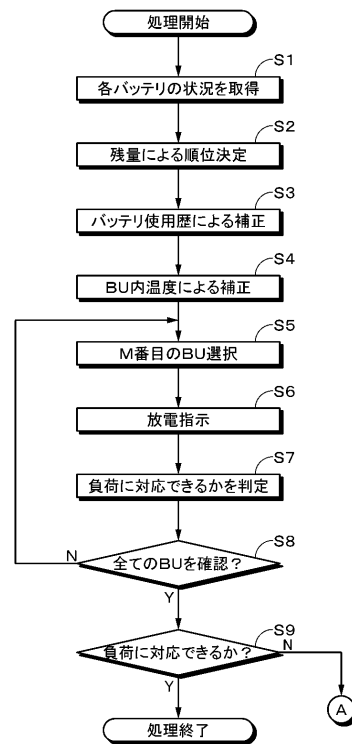 処理開始
S1
各バッテリの状況を取得
S2
残量による順位決定
S3
バッテリ使用歴による補正
S4
BU内温度による補正
S5
M番目のBU選択
S6
放電指示
S7
負荷に対応できるかを判定
S8
全てのBUを確認？
N
Y
S9
負荷に対応できるか？
N
Y
A
処理終了